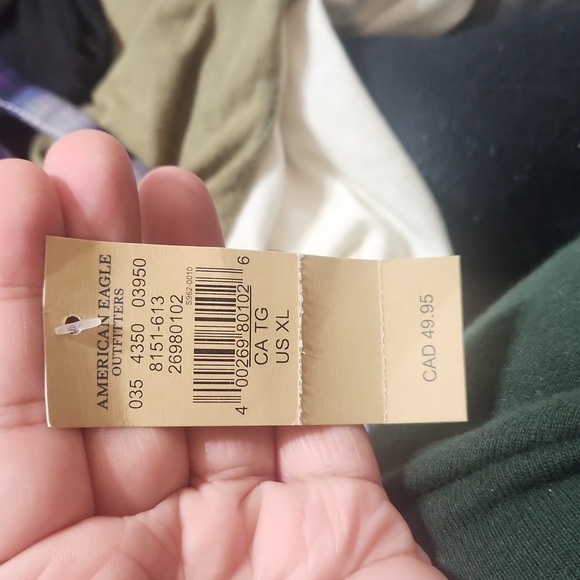 AMERICAN EAGLE
OUTFITTERS
035 4350 03950
8151-613
26980102
S962-0010
4 00269 80102 6
CA TG
US XL
CAD 49.95